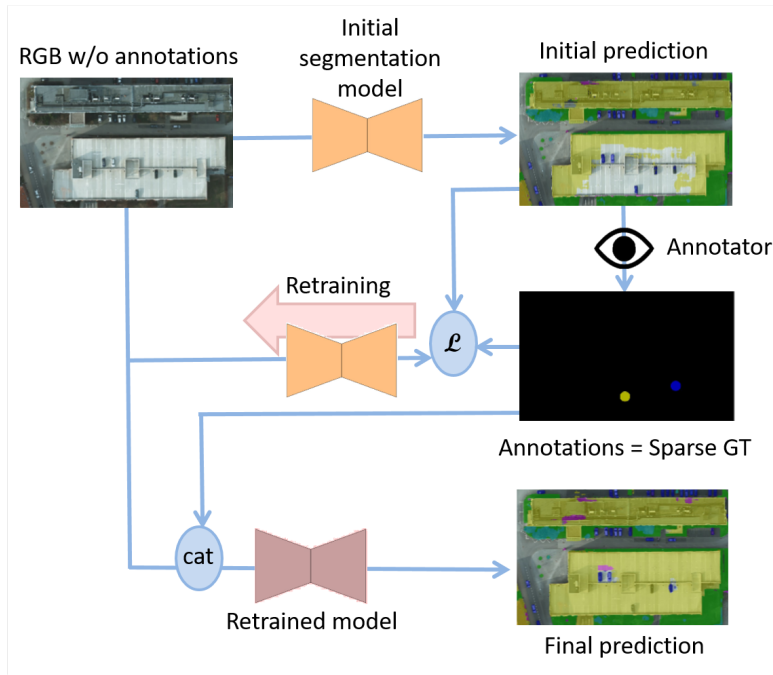 RGB w/o annotations
Initial
segmentation
model
Initial prediction
Annotator
Retraining
ℒ
Annotations = Sparse GT
cat
Retrained model
Final prediction